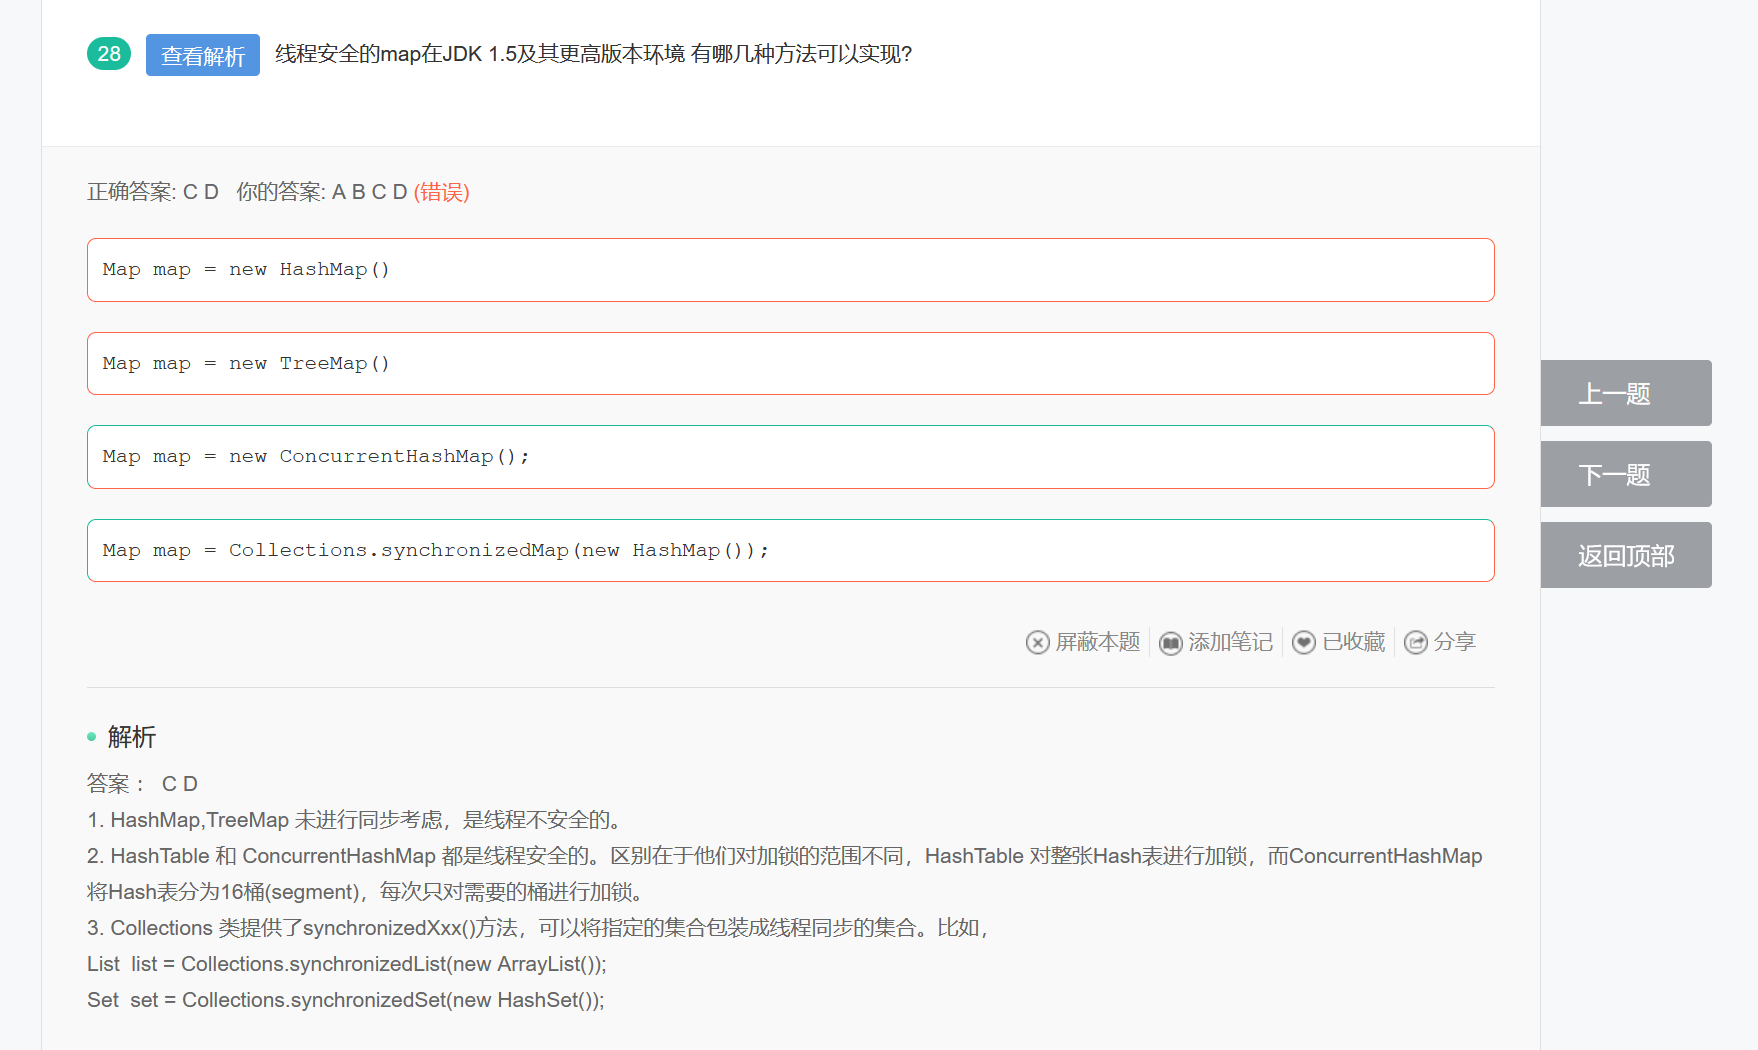 28 查看解析 线程安全的map在JDK 1.5及其更高版本环境 有哪几种方法可以实现?
正确答案: C D 你的答案: A B C D (错误)
Map map = new HashMap()
Map map = new TreeMap()
Map map = new ConcurrentHashMap();
Map map = Collections.synchronizedMap(new HashMap());
上一题
下一题
返回顶部
屏蔽本题 添加笔记 已收藏 分享
解析
答案： C D
1. HashMap,TreeMap 未进行同步考虑，是线程不安全的。
2. HashTable 和 ConcurrentHashMap 都是线程安全的。区别在于他们对加锁的范围不同，HashTable 对整张Hash表进行加锁，而ConcurrentHashMap
将Hash表分为16桶(segment)，每次只对需要的桶进行加锁。
3. Collections 类提供了synchronizedXxx()方法，可以将指定的集合包装成线程同步的集合。比如，
List  list = Collections.synchronizedList(new ArrayList());
Set  set = Collections.synchronizedSet(new HashSet());